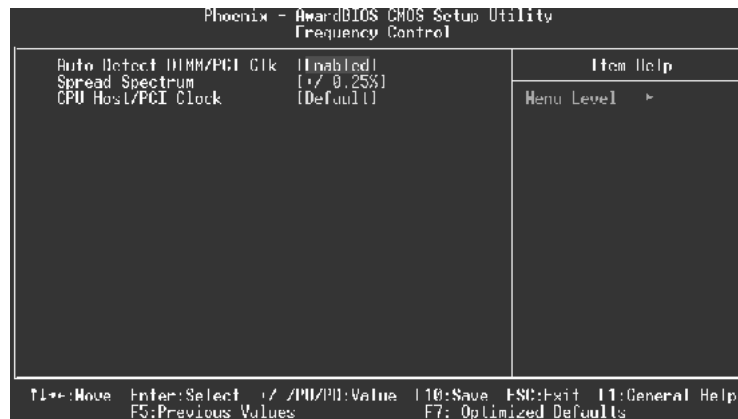 Phoenix - AwardBIOS CMOS Setup Utility
Frequency Control
Auto Detect DIMM/PCI Clk [Enabled]
Spread Spectrum [+/-0.25%]
CPU Host/PCI Clock [Default]
Item Help
Menu Level ►
↑↓→←:Move Enter:Select +/-/PU/PD:Value F10:Save ESC:Exit F1:General Help
F5:Previous Values F7: Optimized Defaults